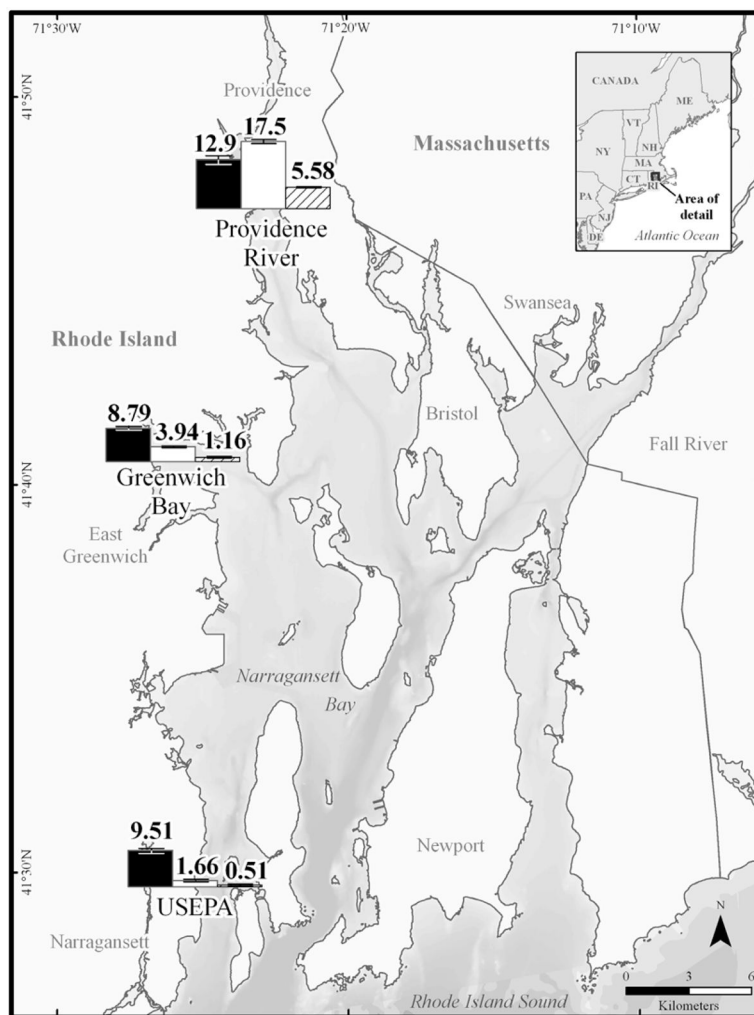 71°30'W
71°20'W
71°10'W
41°50'N
Providence
12.9
17.5
5.58
Providence
River
Massachusetts
CANADA
ME
VT
NH
NY
MA
CT
RI
PA
NJ
DE
Area of
detail
Atlantic Ocean
Rhode Island
Swansea
Bristol
Fall River
8.79
3.94
1.16
Greenwich
Bay
41°40'N
East
Greenwich
Narragansett
Bay
9.51
1.66
0.51
USEPA
41°30'N
Newport
Narragansett
N
0
3
6
Kilometers
Rhode Island Sound